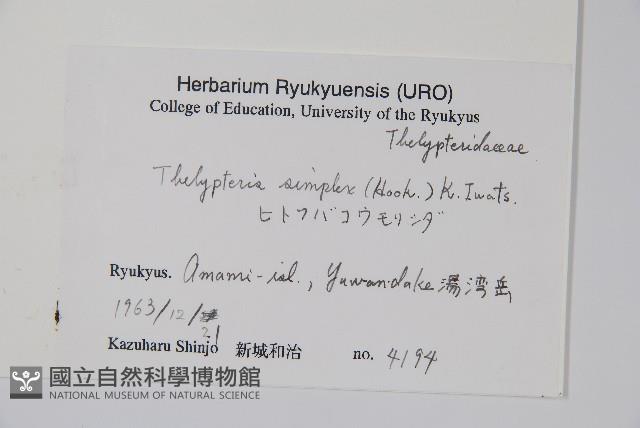 Herbarium Ryukyuensis (URO)
College of Education, University of the Ryukyus
Thelypteridaceae
Thelypteris simplex (Hook.) K. Iwats.
ヒトツバコウモリシダ
Ryukyus. Amami-isl., Yuwan-dake 湯湾岳
1963/12/21
Kazuharu Shinjo 新城和治 no. 4194
國立自然科學博物館
NATIONAL MUSEUM OF NATURAL SCIENCE